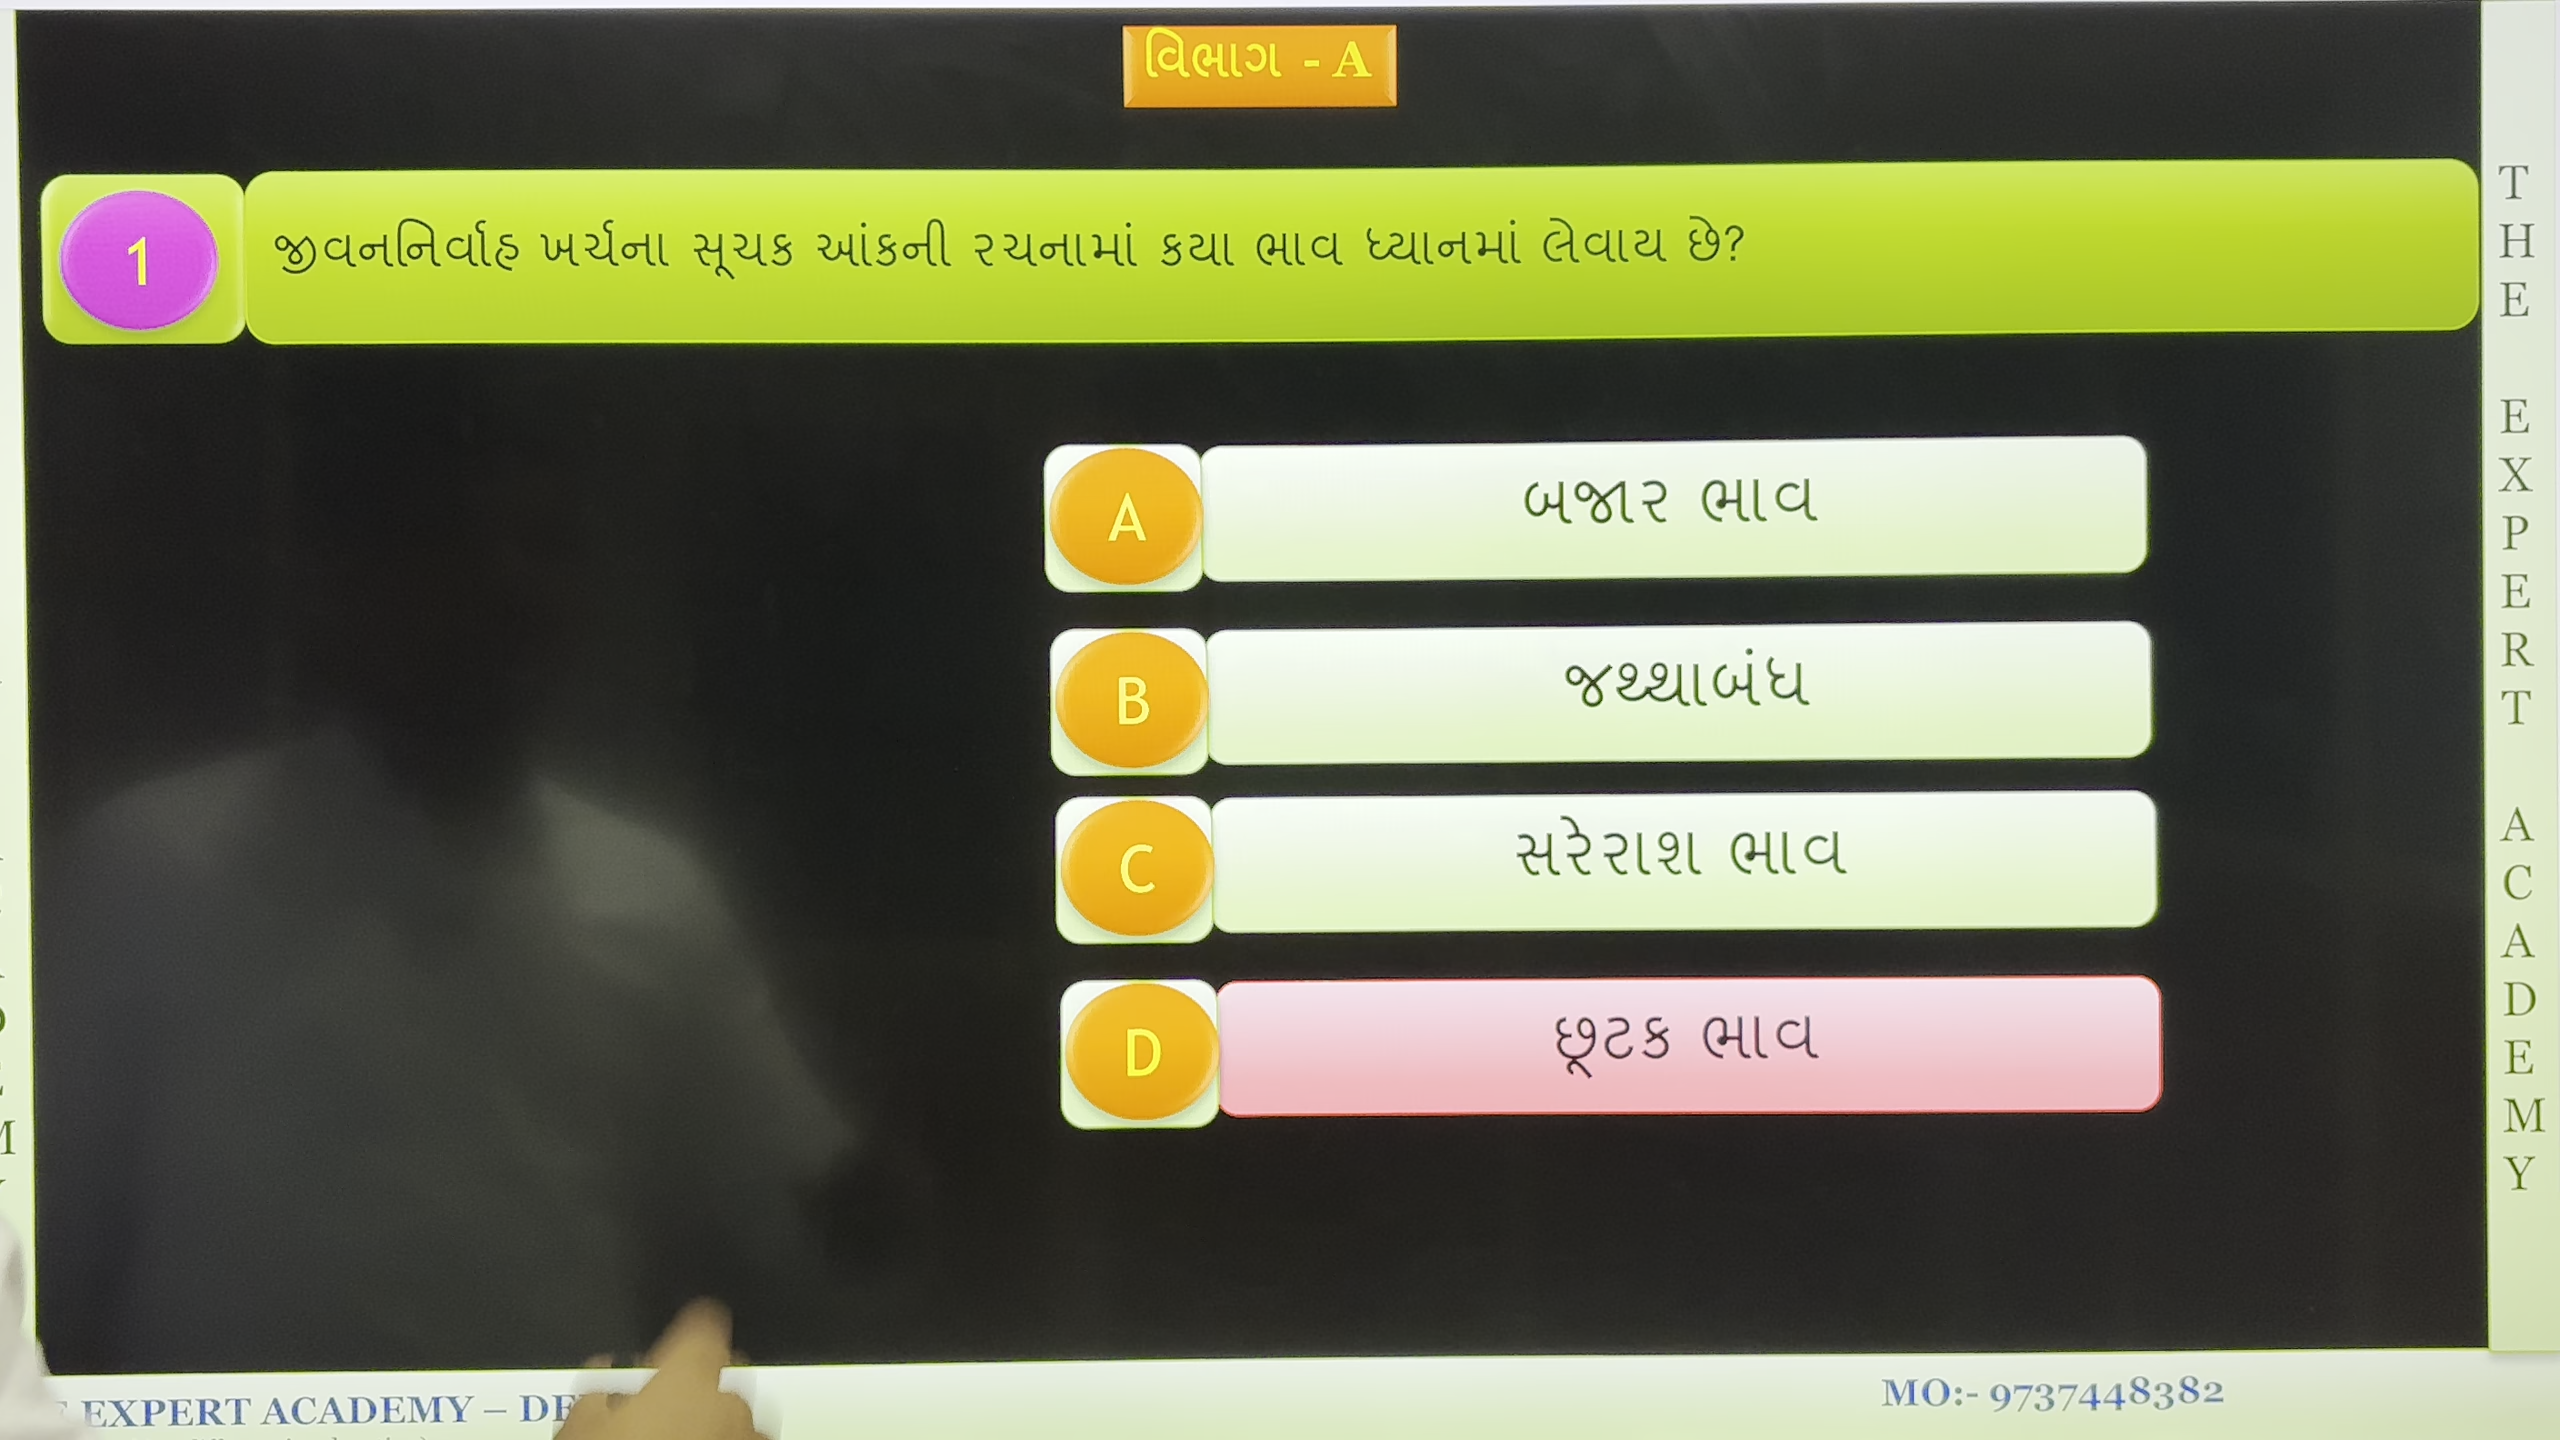 વિભાગ - A
1
જીવનનિર્વાહ ખર્ચના સૂચક આંકની રચનામાં કયા ભાવ ધ્યાનમાં લેવાય છે?
A
બજાર ભાવ
B
જથ્થાબંધ
C
સરેરાશ ભાવ
D
છૂટક ભાવ
THE EXPERT ACADEMY
EXPERT ACADEMY –
MO:- 9737448382